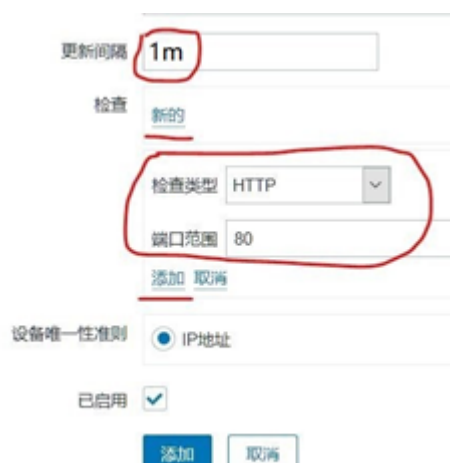 更新间隔 1m
检查 新的
检查类型 HTTP
端口范围 80
添加 取消
设备唯一性准则 IP地址
已启用
添加 取消